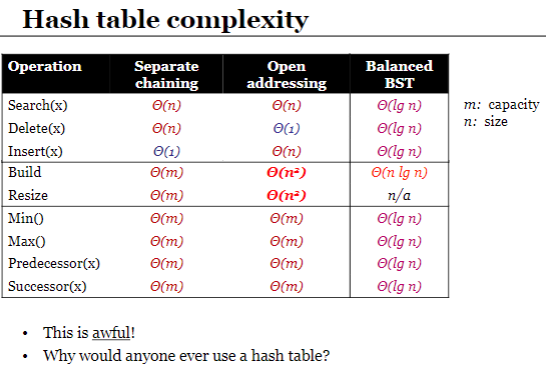 Hash table complexity
Operation Separate chaining Open addressing Balanced BST
Search(x) Θ(n) Θ(n) Θ(lg n)
Delete(x) Θ(n) Θ(1) Θ(lg n)
Insert(x) Θ(1) Θ(n) Θ(lg n)
Build Θ(m) Θ(n²) Θ(n lg n)
Resize Θ(m) Θ(n²) n/a
Min() Θ(m) Θ(m) Θ(lg n)
Max() Θ(m) Θ(m) Θ(lg n)
Predecessor(x) Θ(m) Θ(m) Θ(lg n)
Successor(x) Θ(m) Θ(m) Θ(lg n)
m: capacity
n: size
• This is awful!
• Why would anyone ever use a hash table?